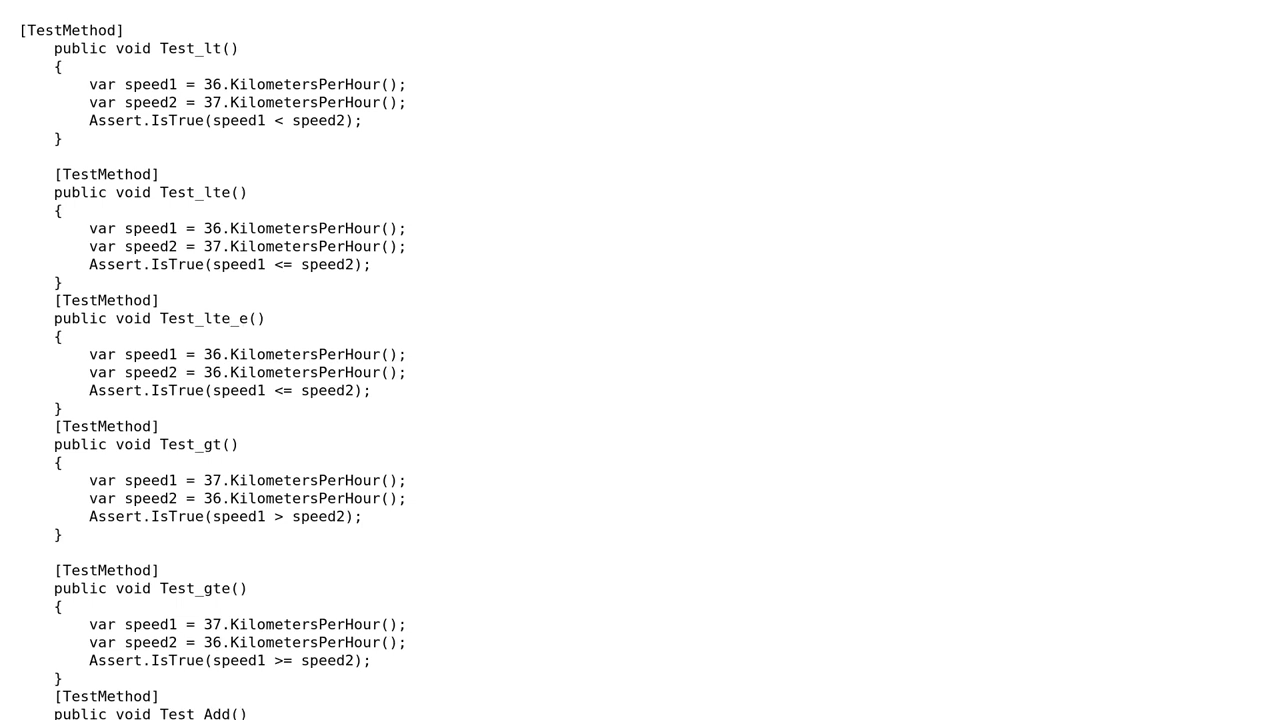 [TestMethod]
    public void Test_lt()
    {
        var speed1 = 36.KilometersPerHour();
        var speed2 = 37.KilometersPerHour();
        Assert.IsTrue(speed1 < speed2);
    }

    [TestMethod]
    public void Test_lte()
    {
        var speed1 = 36.KilometersPerHour();
        var speed2 = 37.KilometersPerHour();
        Assert.IsTrue(speed1 <= speed2);
    }
    [TestMethod]
    public void Test_lte_e()
    {
        var speed1 = 36.KilometersPerHour();
        var speed2 = 36.KilometersPerHour();
        Assert.IsTrue(speed1 <= speed2);
    }
    [TestMethod]
    public void Test_gt()
    {
        var speed1 = 37.KilometersPerHour();
        var speed2 = 36.KilometersPerHour();
        Assert.IsTrue(speed1 > speed2);
    }

    [TestMethod]
    public void Test_gte()
    {
        var speed1 = 37.KilometersPerHour();
        var speed2 = 36.KilometersPerHour();
        Assert.IsTrue(speed1 >= speed2);
    }
    [TestMethod]
    public void Test_Add()